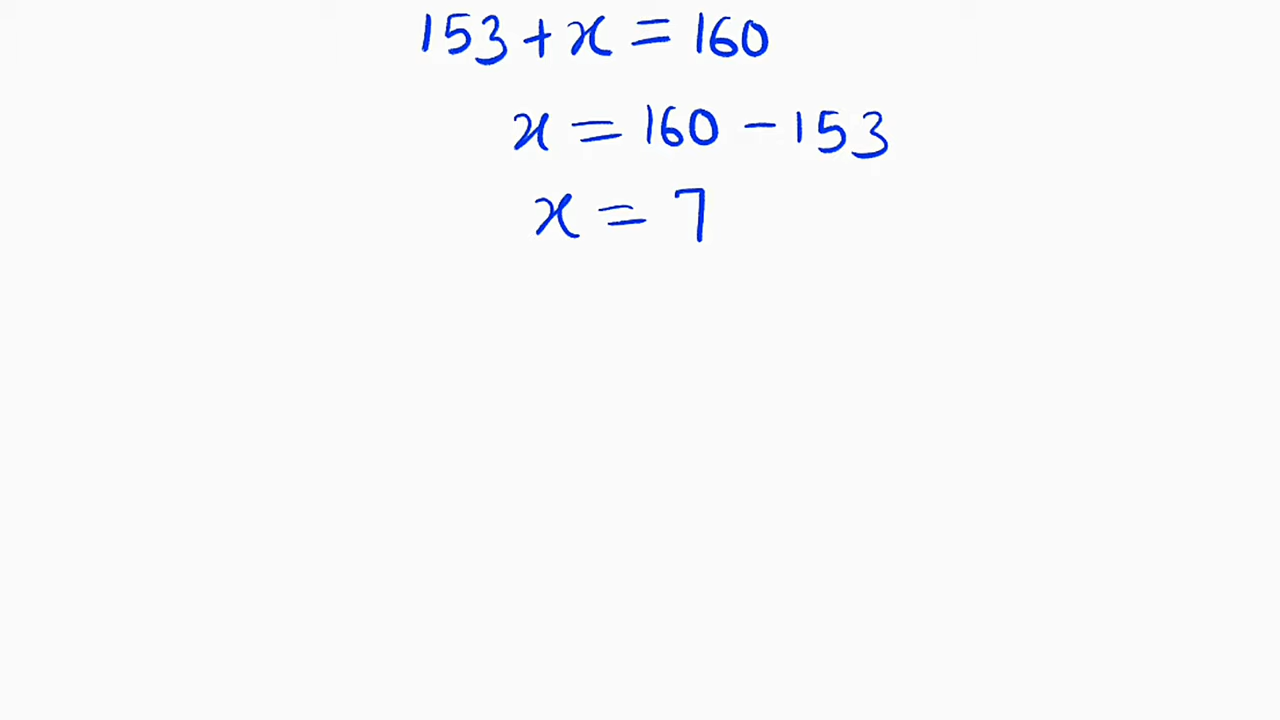 153 + x = 160
x = 160 - 153
x = 7